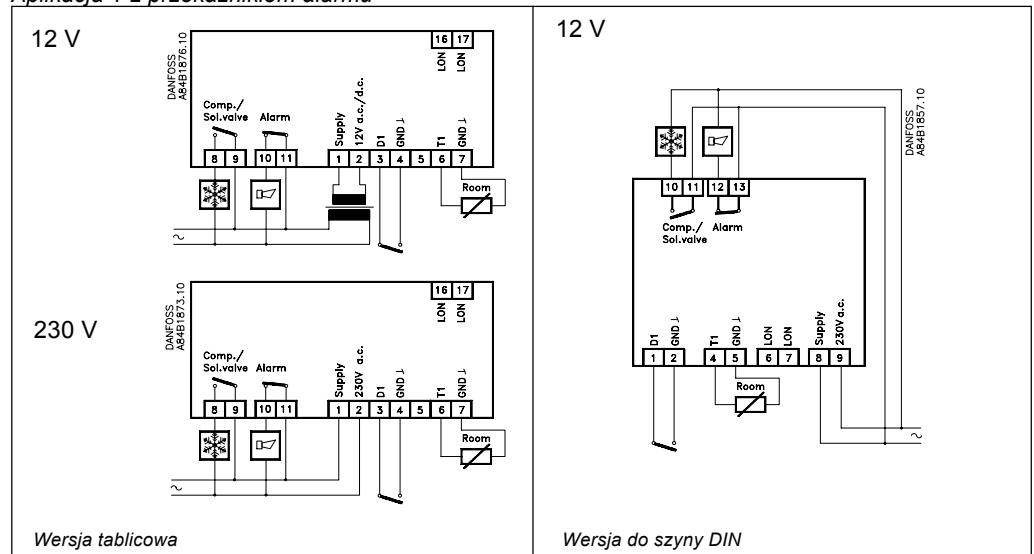 Aplikacja 1 z przekaźnikiem alarmu
12 V
DANFOSS
A84B1876.10
16 17
LON LON
Comp./
Sol.valve
Alarm
Supply
12V a.c./d.c.
D1
GND
T1
GND
8 9 10 11 1 2 3 4 5 6 7
Room
~
230 V
DANFOSS
A84B1873.10
16 17
LON LON
Comp./
Sol.valve
Alarm
Supply
230V a.c.
D1
GND
T1
GND
8 9 10 11 1 2 3 4 5 6 7
Room
~
Wersja tablicowa
12 V
DANFOSS
A84B1857.10
10 11 12 13
Comp./
Sol.valve
Alarm
D1
GND
T1
GND
LON
LON
Supply
230V a.c.
1 2 4 5 6 7 8 9
Room
~
Wersja do szyny DIN